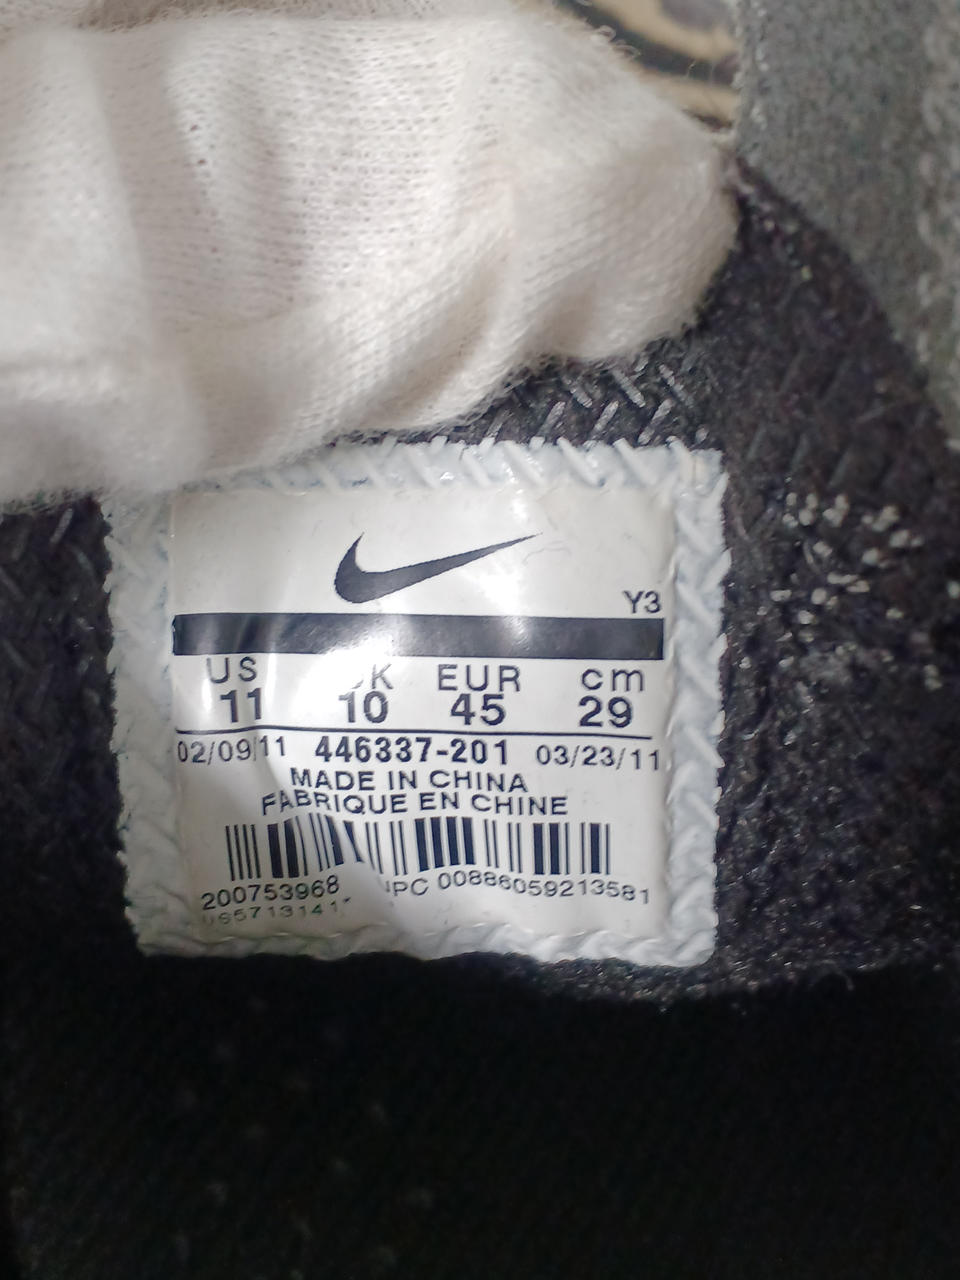 Y3
US UK EUR cm
11 10 45 29
02/09/11 446337-201 03/23/11
MADE IN CHINA
FABRIQUE EN CHINE
200753968 UPC 00886059213581